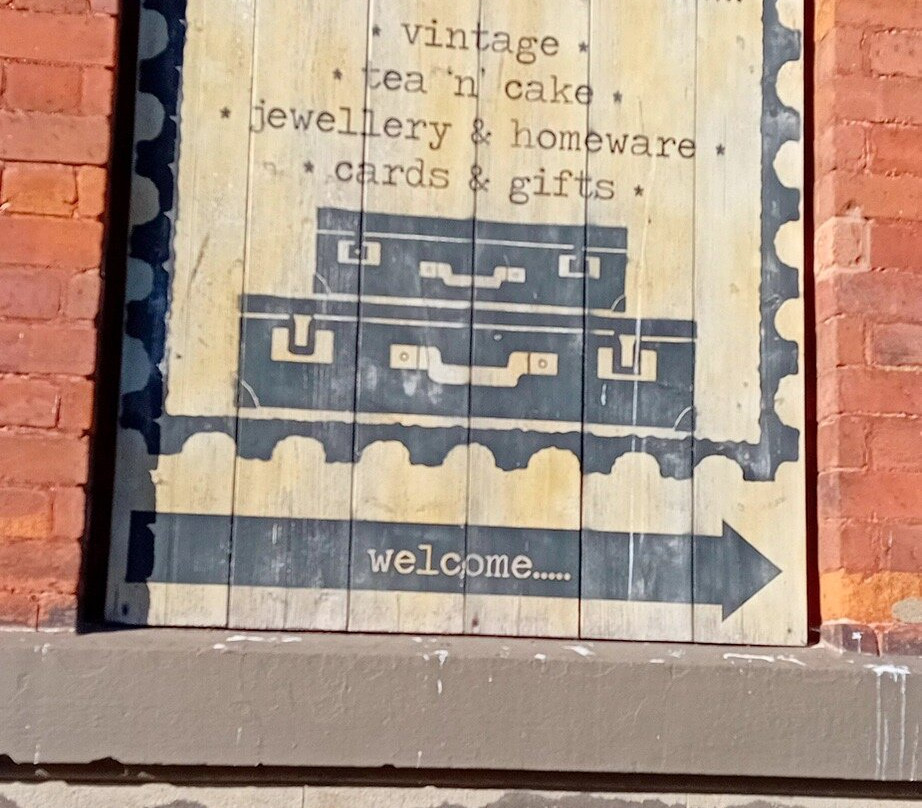 * vintage *
* tea 'n' cake *
* jewellery & homeware *
* cards & gifts *
welcome.....